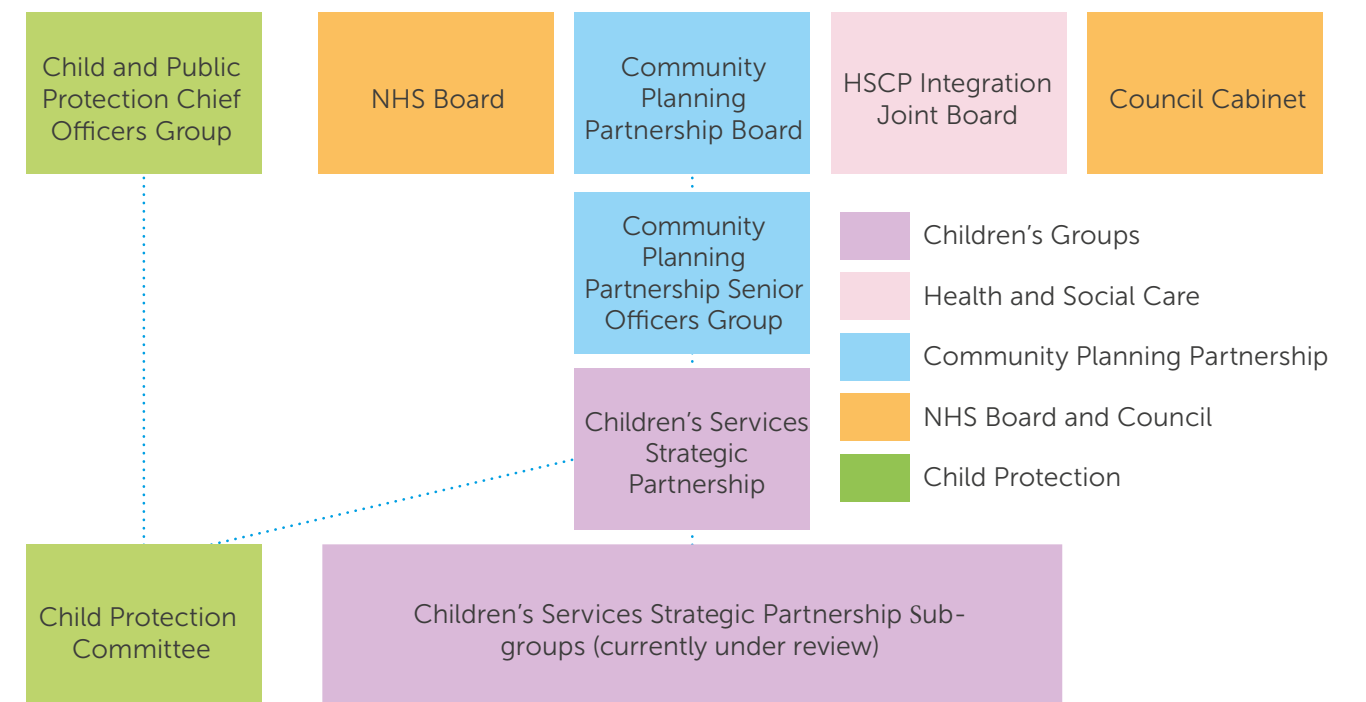 Child and Public
Protection Chief
Officers Group
NHS Board
Community
Planning
Partnership Board
HSCP Integration
Joint Board
Council Cabinet
Community
Planning
Partnership Senior
Officers Group
Children's Groups
Health and Social Care
Community Planning Partnership
NHS Board and Council
Child Protection
Children’s Services
Strategic
Partnership
Child Protection
Committee
Children’s Services Strategic Partnership Sub-
groups (currently under review)